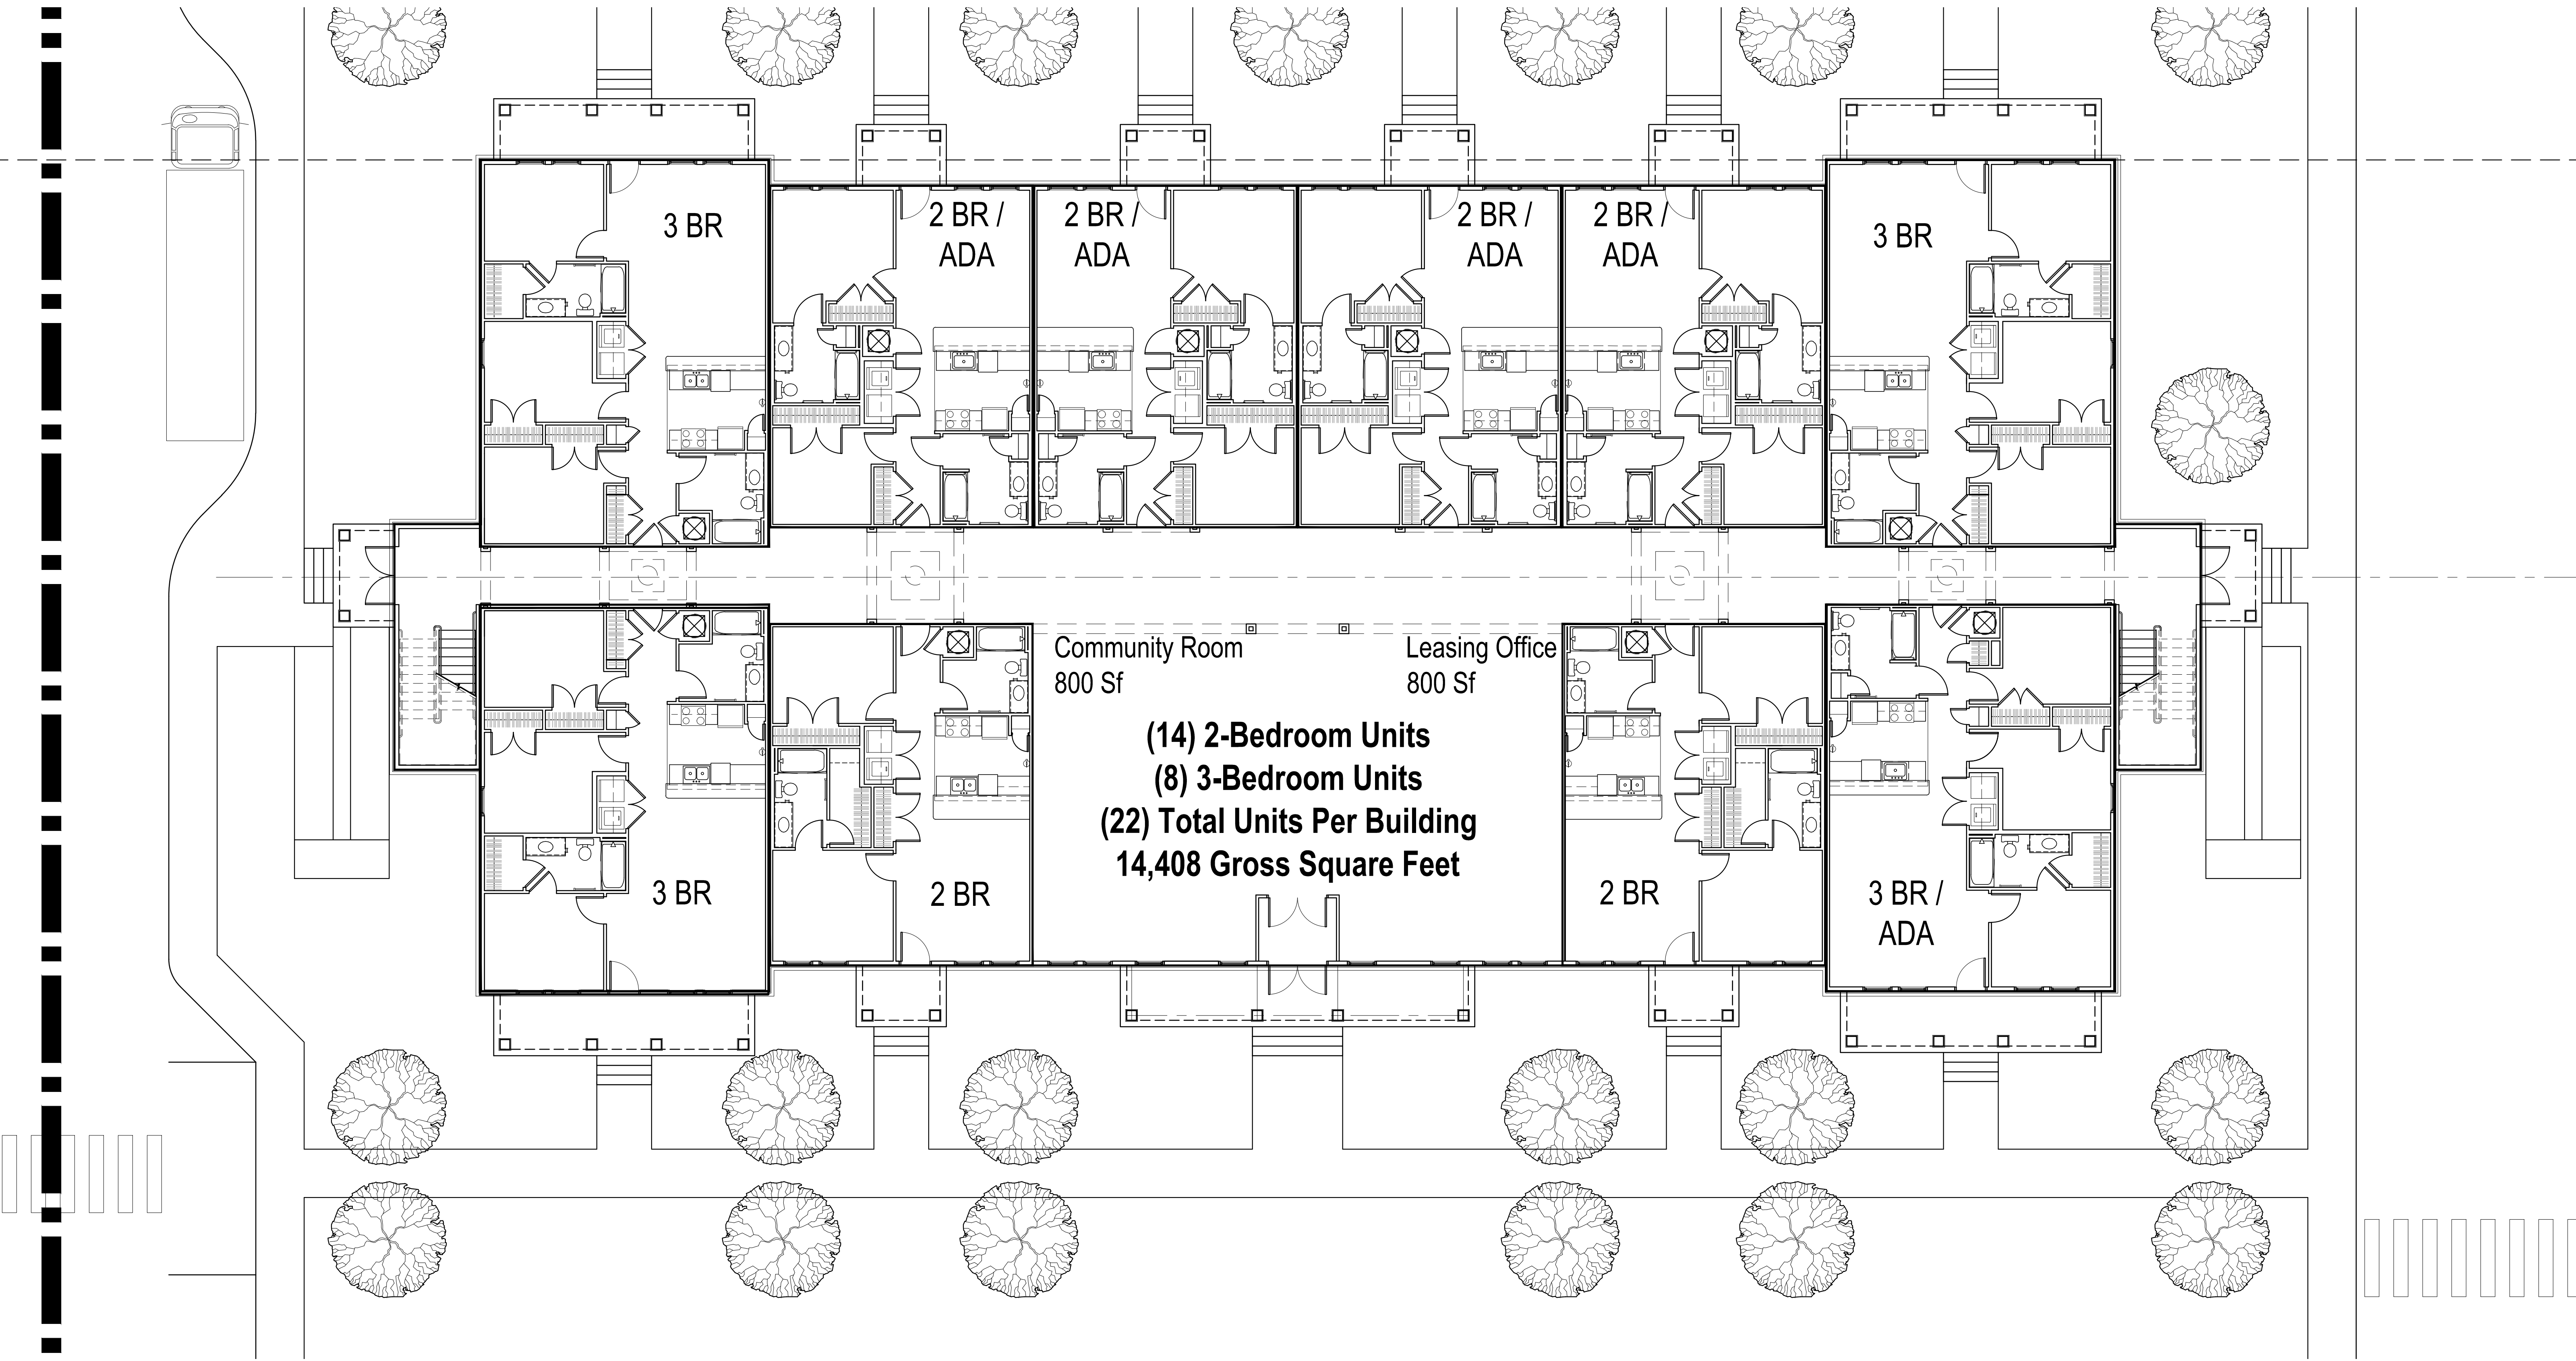 3 BR
2 BR /
ADA
2 BR /
ADA
2 BR /
ADA
2 BR /
ADA
3 BR
Community Room
800 Sf
Leasing Office
800 Sf
(14) 2-Bedroom Units
(8) 3-Bedroom Units
(22) Total Units Per Building
14,408 Gross Square Feet
3 BR
2 BR
2 BR
3 BR /
ADA